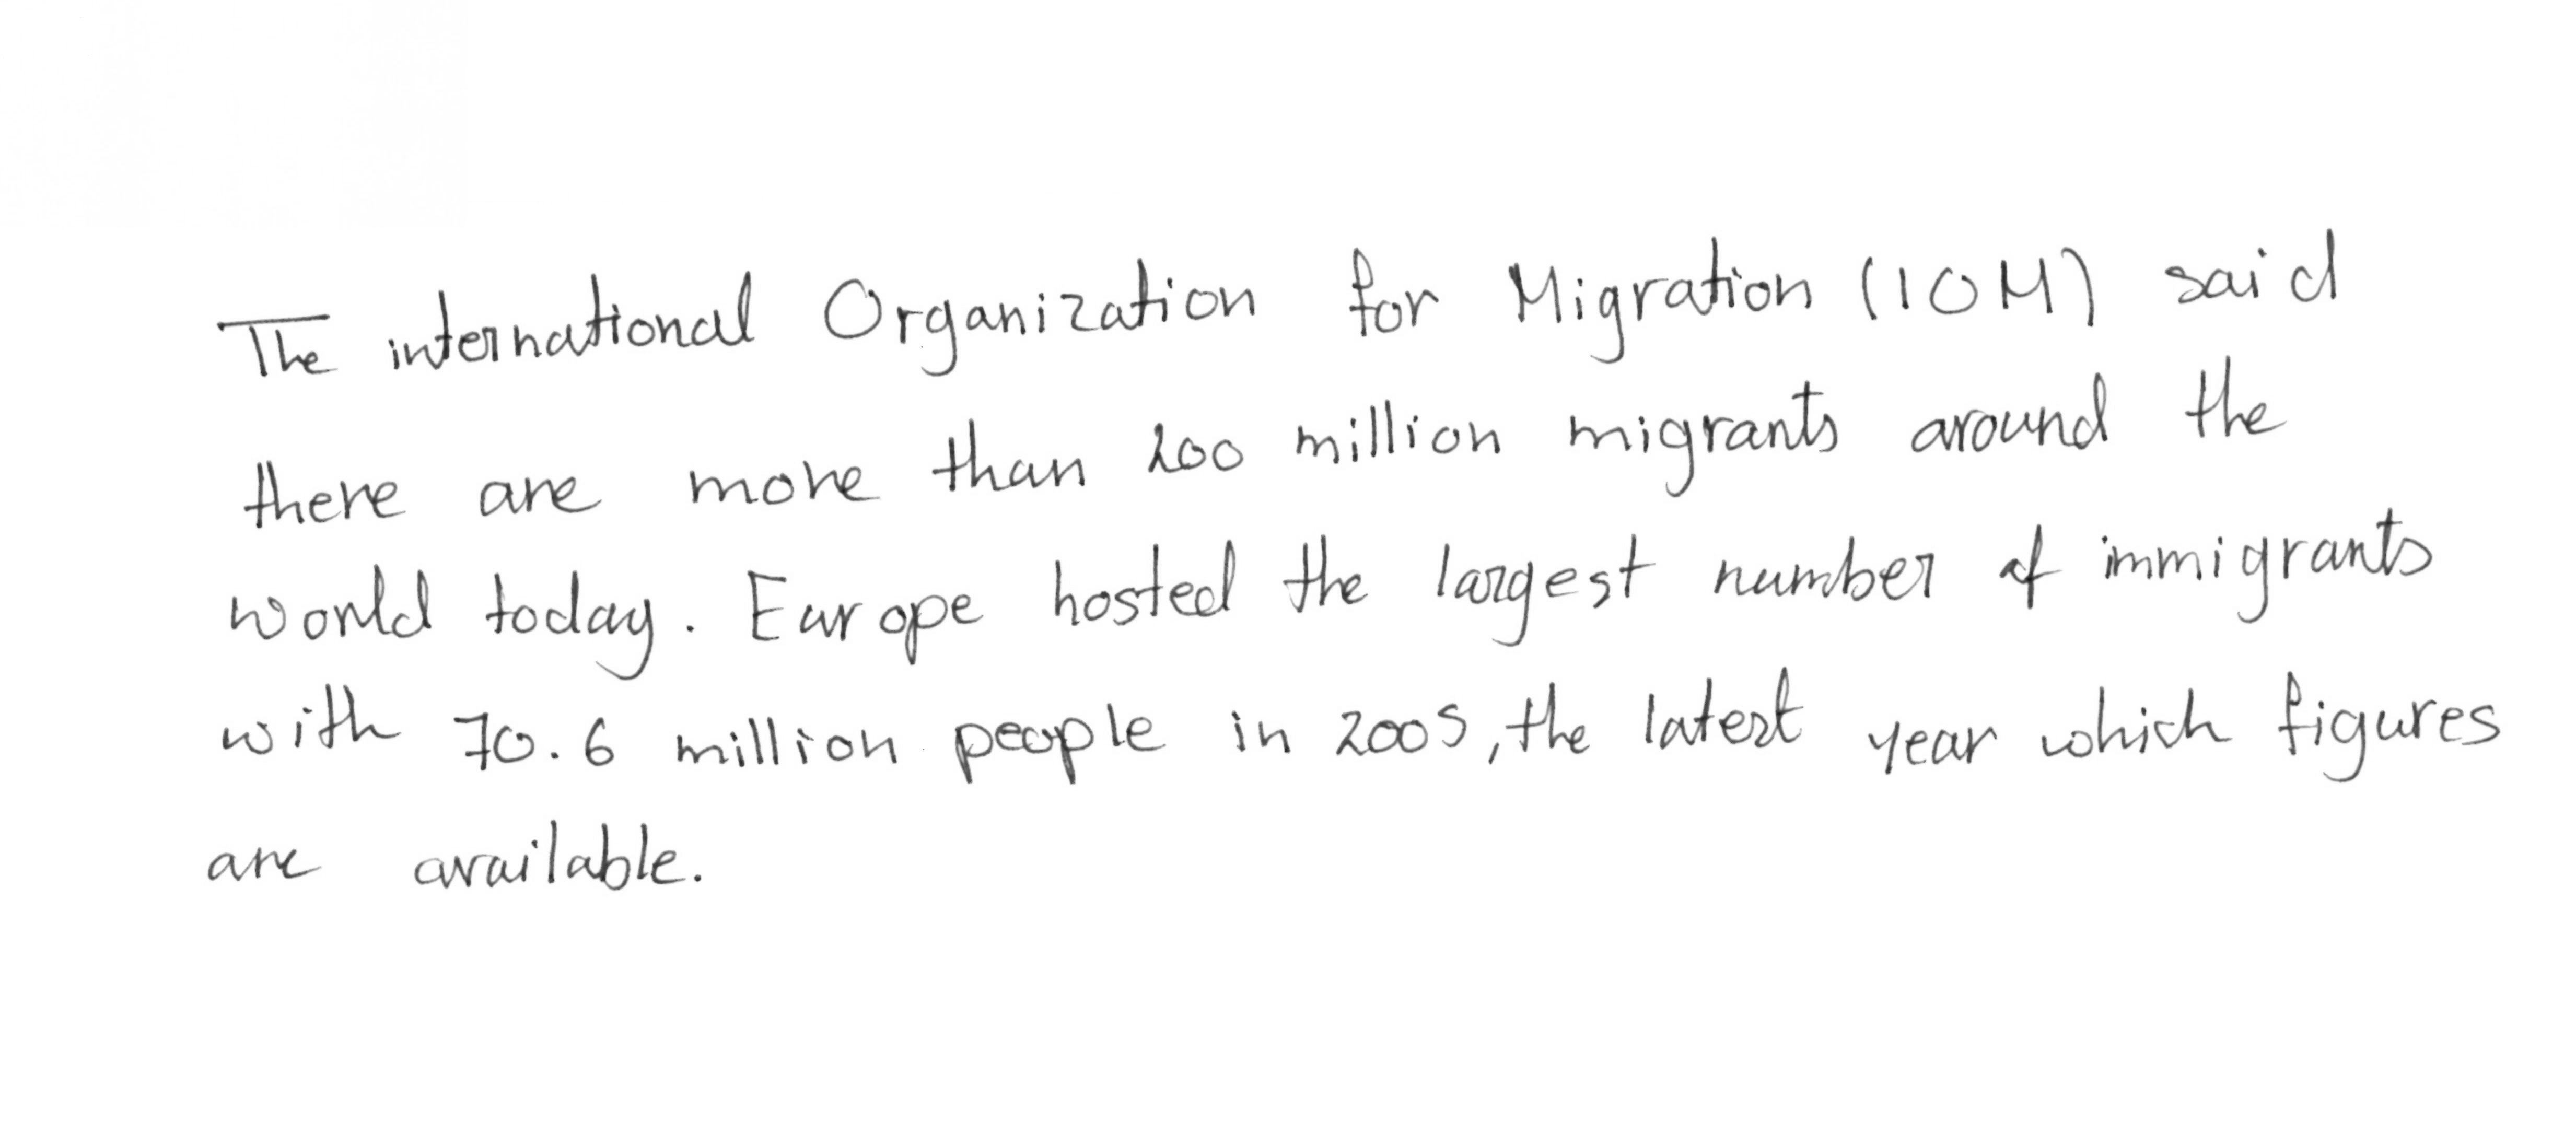 The international Organization for Migration (IOM) said
there are more than 200 million migrants around the
world today. Europe hosted the largest number of immigrants
with 70.6 million people in 2005, the latest year which figures
are available.